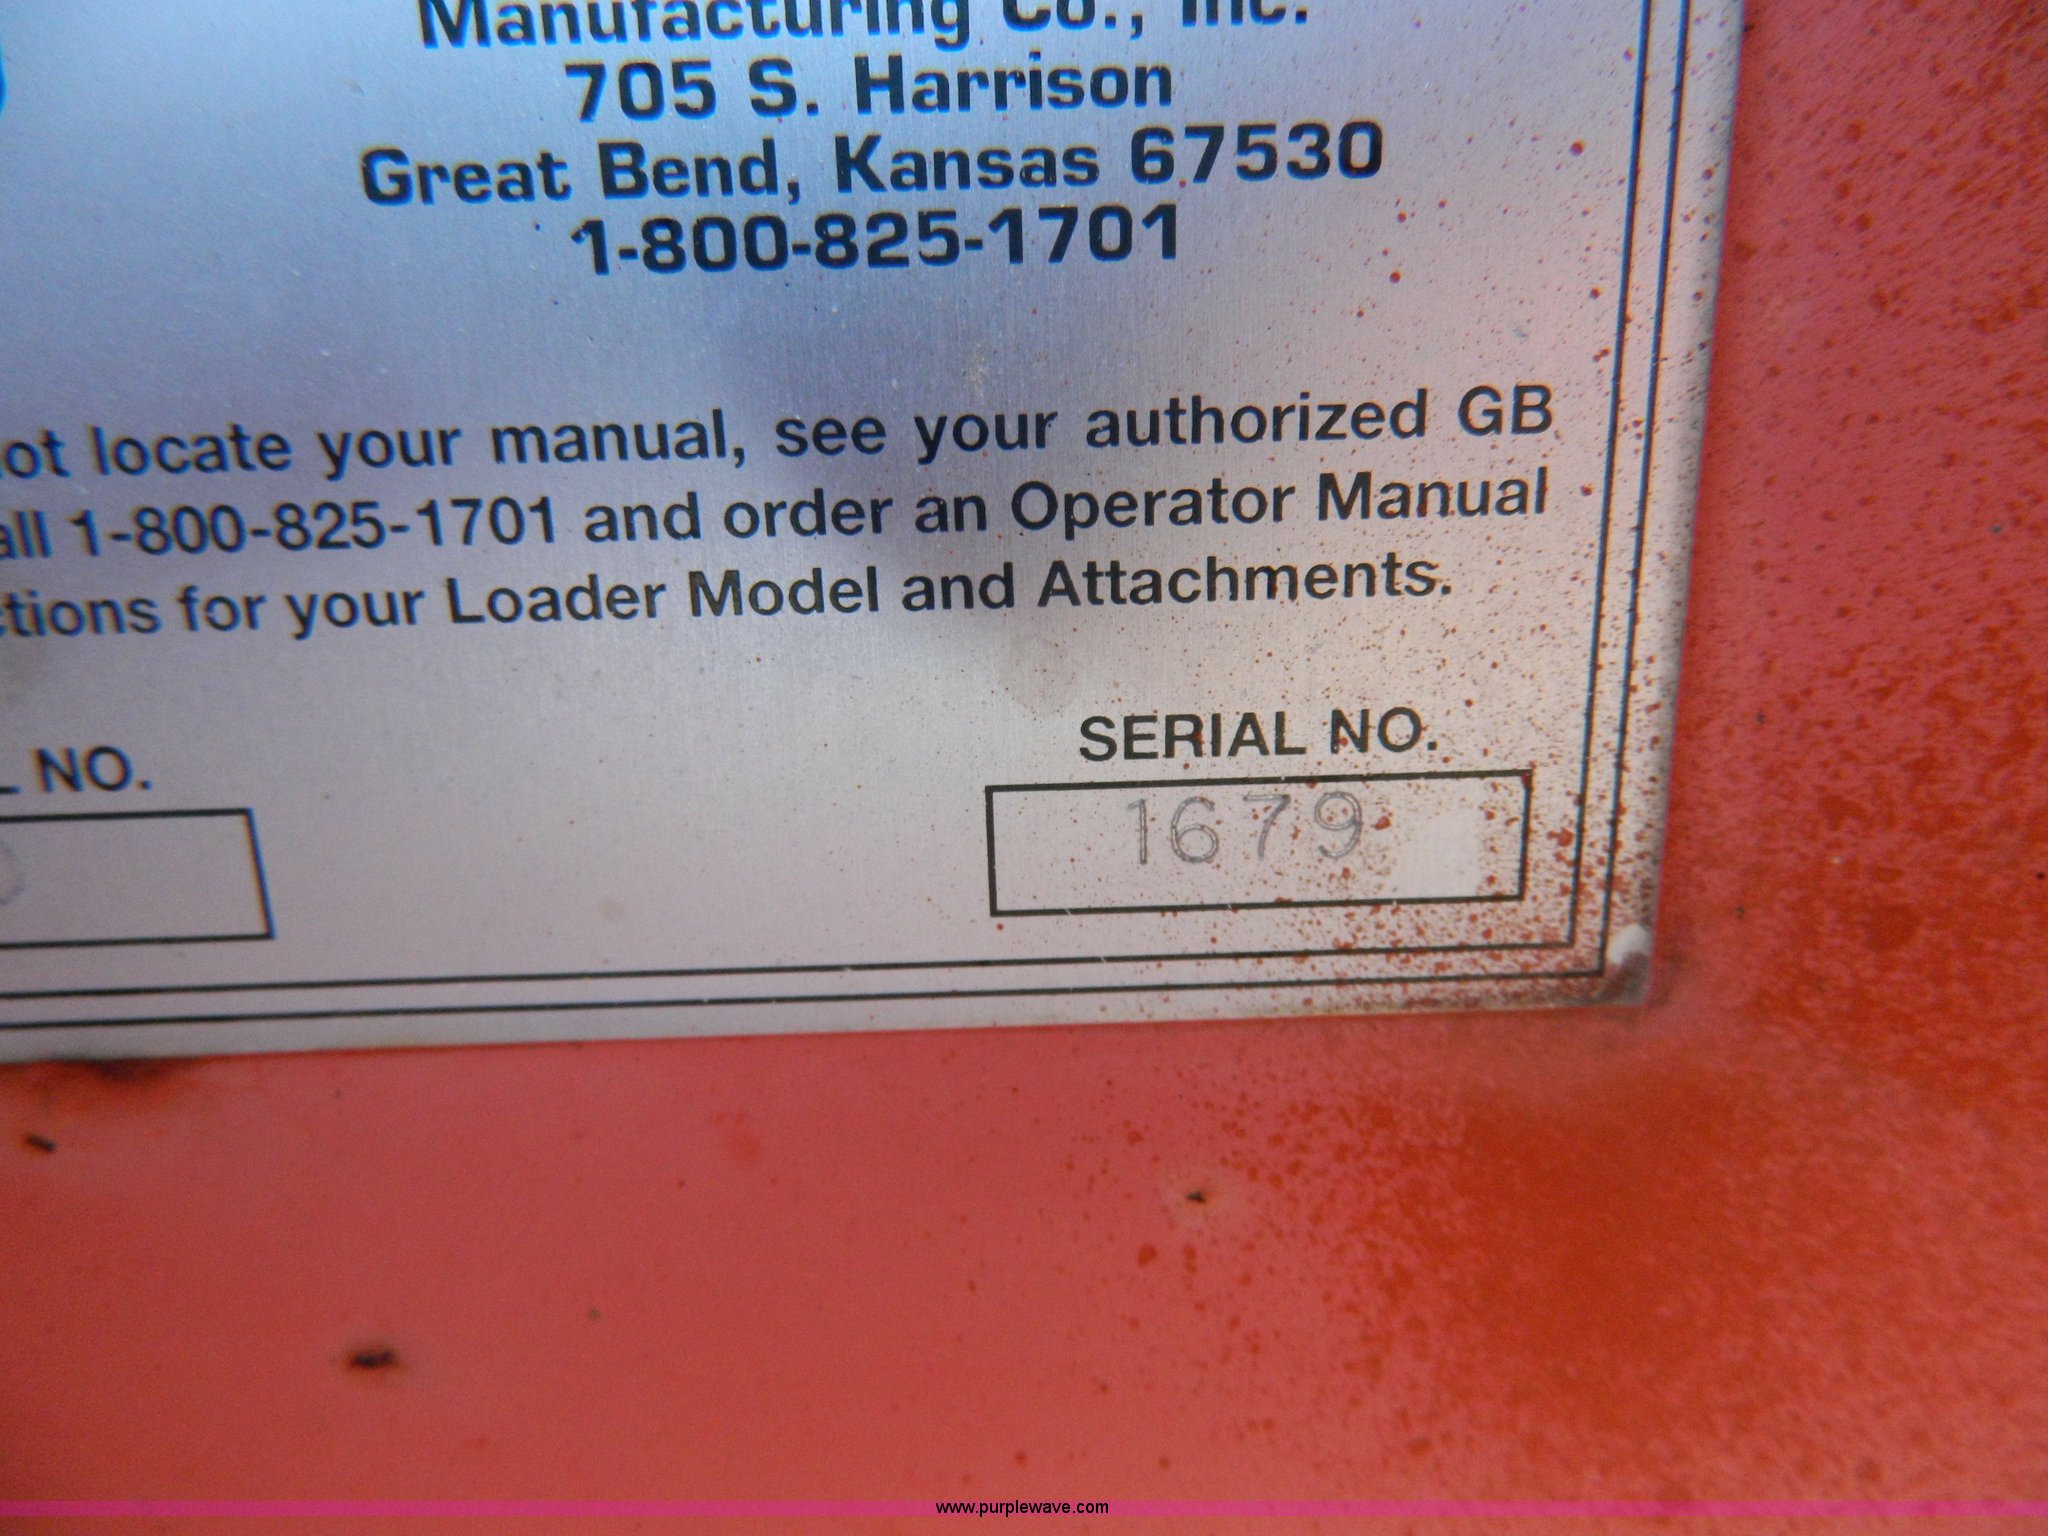 Manufacturing Co., Inc.
705 S. Harrison
Great Bend, Kansas 67530
1-800-825-1701
ot locate your manual, see your authorized GB
all 1-800-825-1701 and order an Operator Manual
ctions for your Loader Model and Attachments.
L NO.
SERIAL NO.
1679
www.purplewave.com